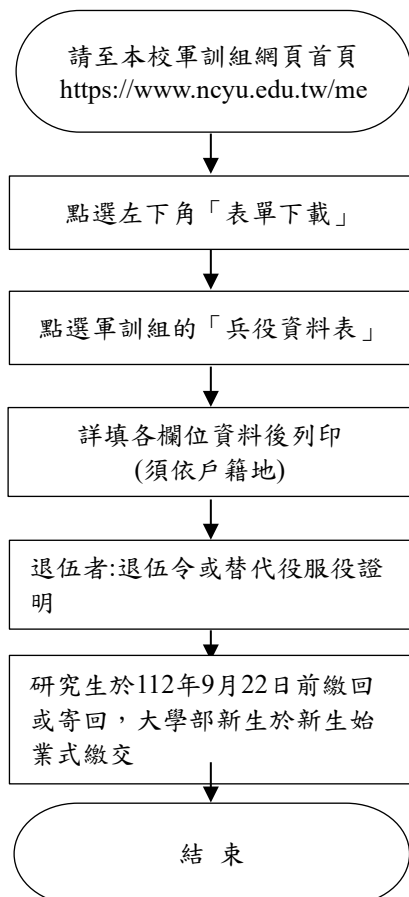 請至本校軍訓組網頁首頁
https://www.ncyu.edu.tw/me
點選左下角「表單下載」
點選軍訓組的「兵役資料表」
詳填各欄位資料後列印
(須依戶籍地)
退伍者:退伍令或替代役服役證
明
研究生於112年9月22日前繳回
或寄回，大學部新生於新生始
業式繳交
結 束